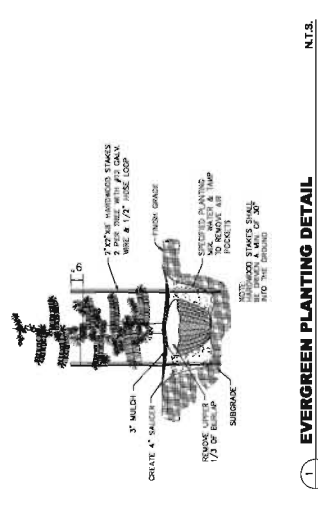 6"
2"X2"X8' HARDWOOD STAKES
2 PER TREE WITH #12 GALV.
WIRE & 1/2" HOSE LOOP
FINISH GRADE
SPECIFIED PLANTING
MIX. WATER & TAMP
TO REMOVE AIR
POCKETS
NOTE:
HARDWOOD STAKES SHALL
BE DRIVEN A MIN. OF 30"
INTO THE GROUND
3" MULCH
CREATE 4" SAUCER
REMOVE UPPER
1/3 OF BURLAP
SUBGRADE
1
EVERGREEN PLANTING DETAIL
N.T.S.